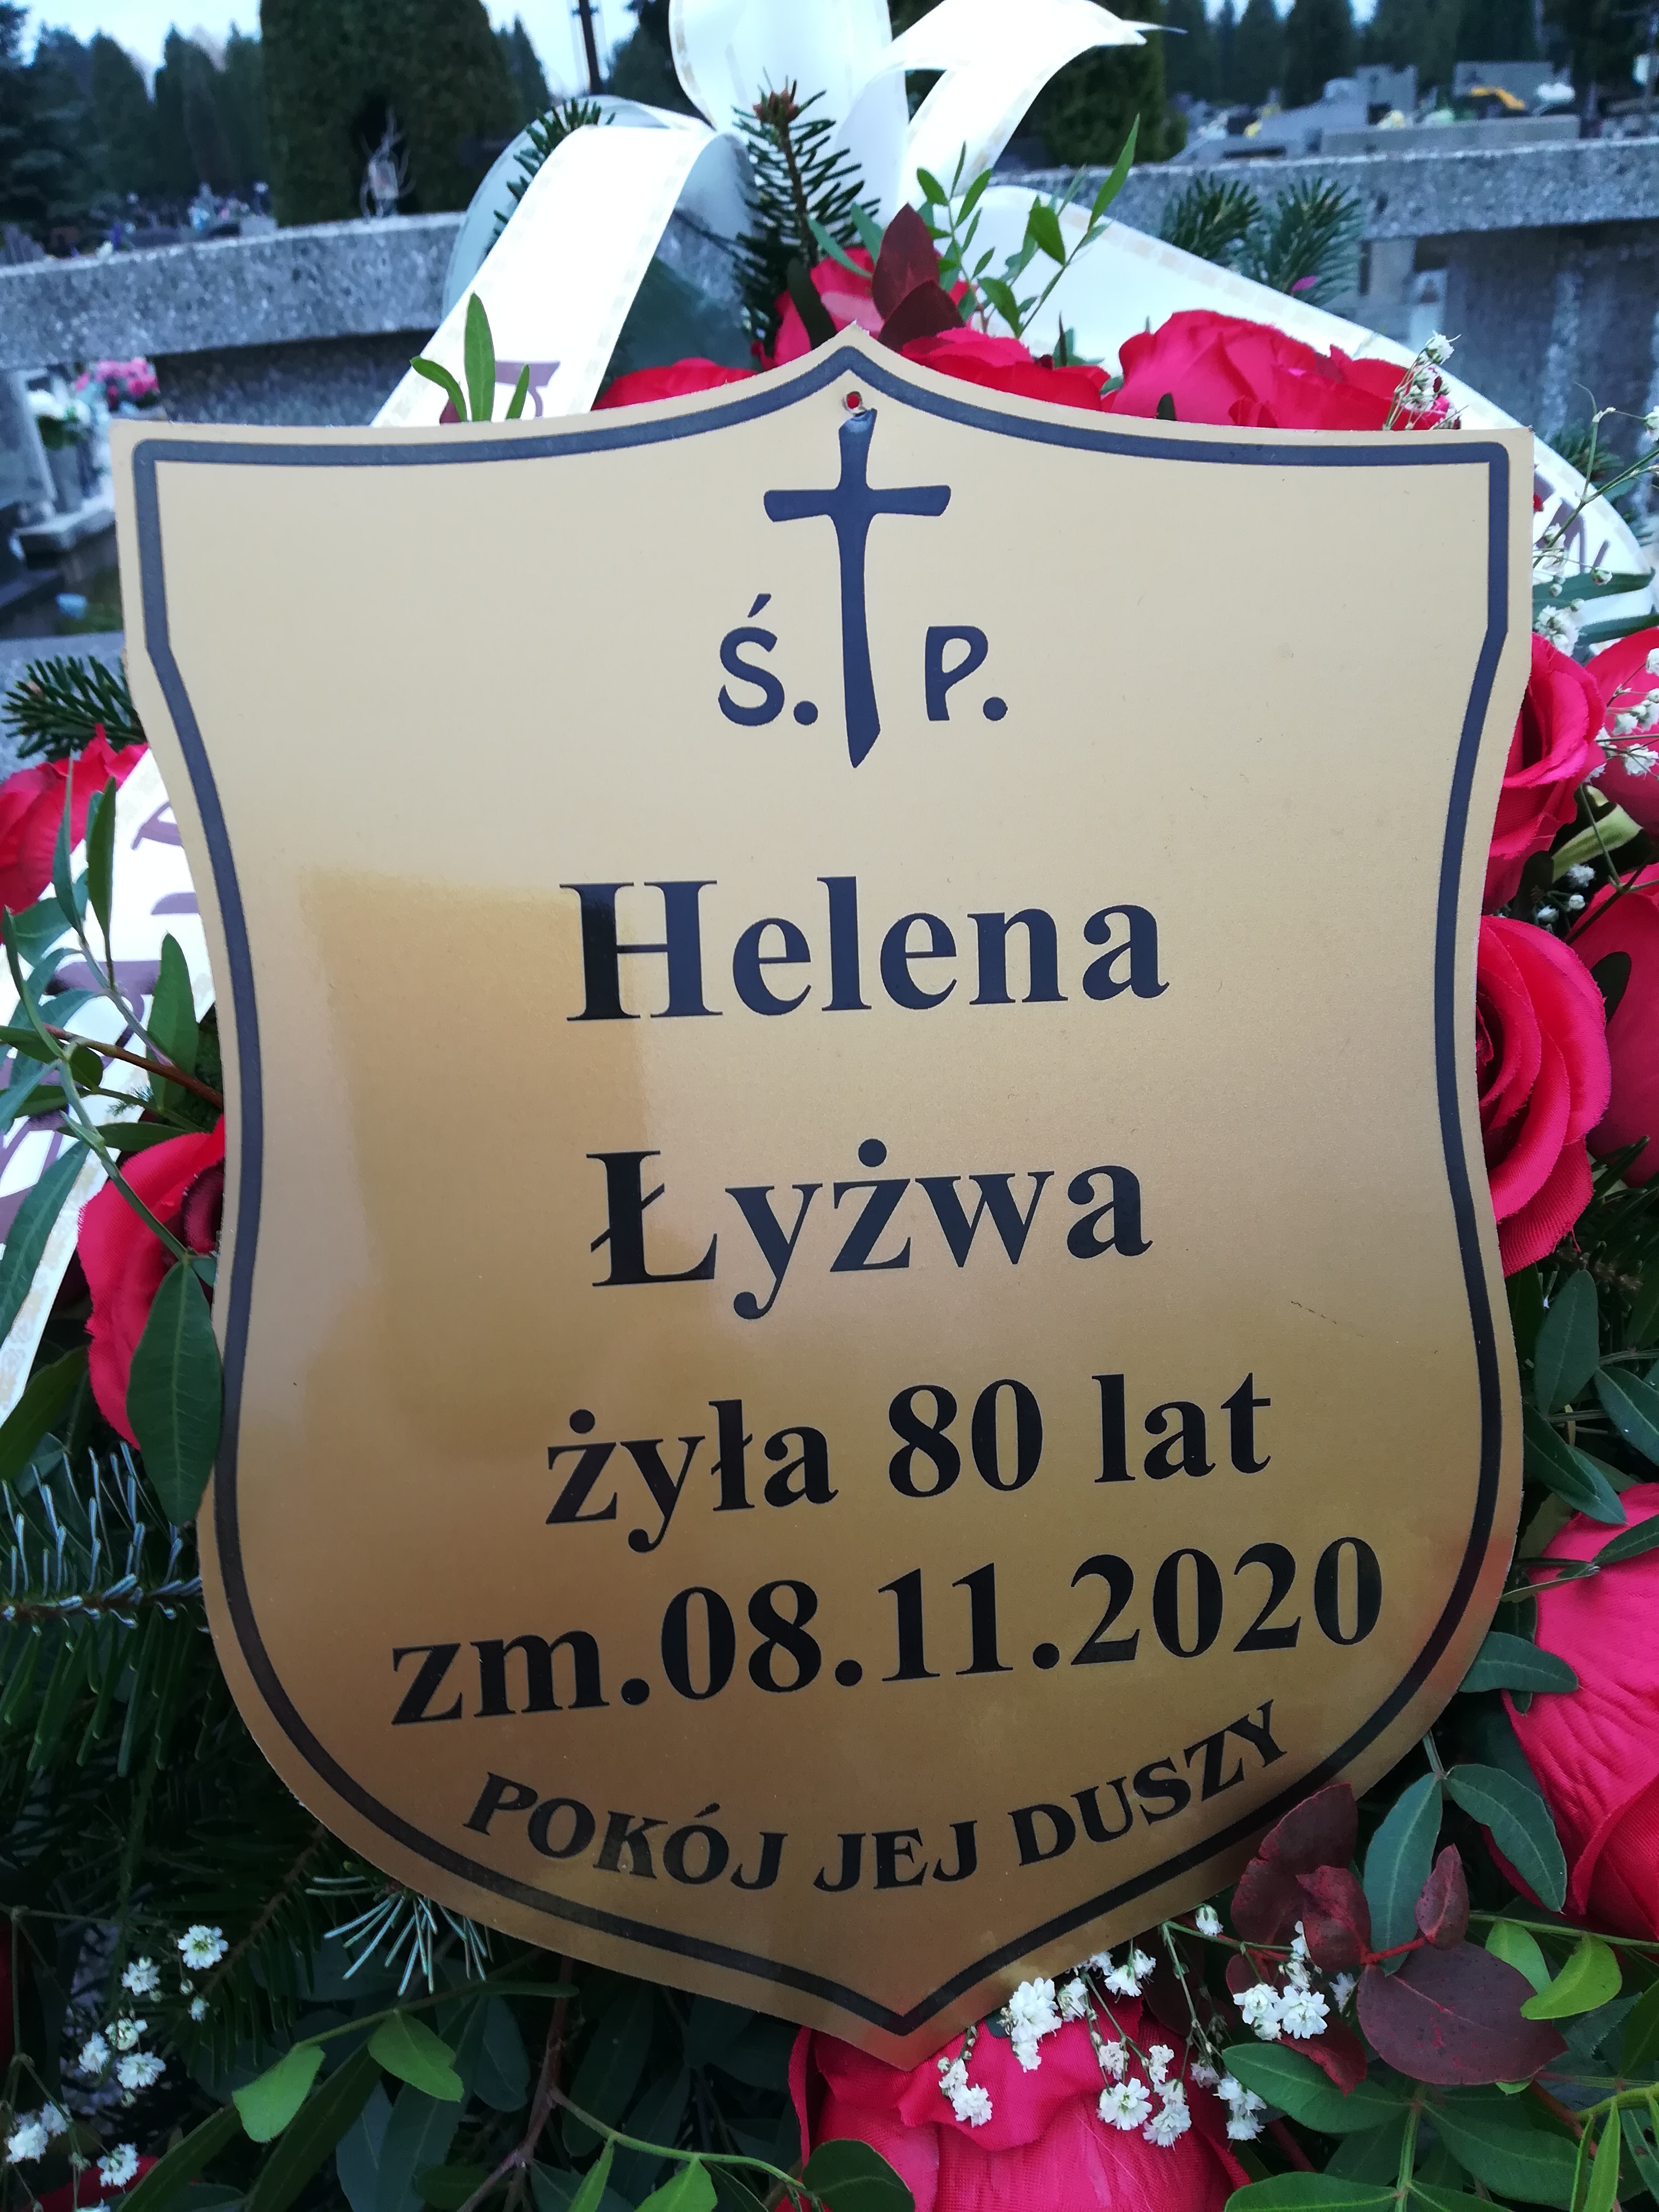 Ś. P.
Helena
Łyżwa
żyła 80 lat
zm.08.11.2020
POKÓJ JEJ DUSZY